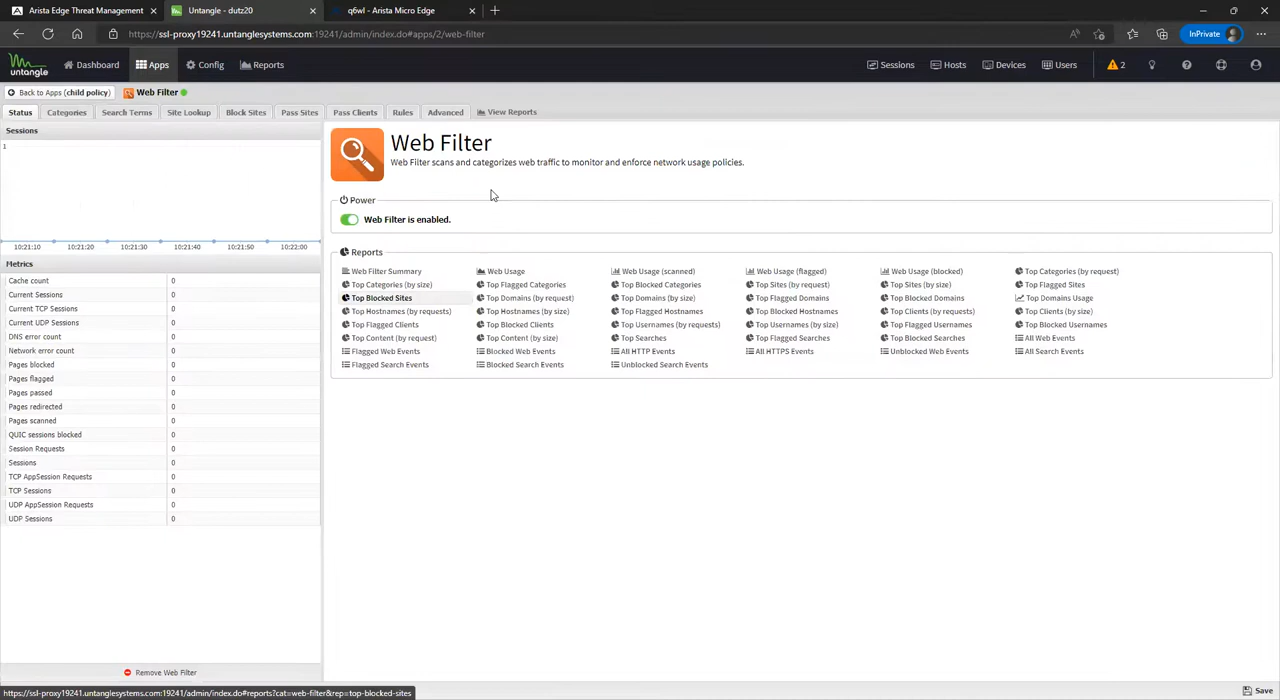 Arista Edge Threat Management
Untangle - dutz20
q6wl - Arista Micro Edge
https://ssl-proxy19241.untanglesystems.com:19241/admin/index.do#apps/2/web-filter
InPrivate
untangle
Dashboard
Apps
Config
Reports
Sessions
Hosts
Devices
Users
2
Back to Apps (child policy)
Web Filter
Status
Categories
Search Terms
Site Lookup
Block Sites
Pass Sites
Pass Clients
Rules
Advanced
View Reports
Sessions
1
10:21:10 10:21:20 10:21:30 10:21:40 10:21:50 10:22:00
Metrics
Cache count 0
Current Sessions 0
Current TCP Sessions 0
Current UDP Sessions 0
DNS error count 0
Network error count 0
Pages blocked 0
Pages flagged 0
Pages passed 0
Pages redirected 0
Pages scanned 0
QUIC sessions blocked 0
Session Requests 0
Sessions 0
TCP AppSession Requests 0
TCP Sessions 0
UDP AppSession Requests 0
UDP Sessions 0
Remove Web Filter
Web Filter
Web Filter scans and categorizes web traffic to monitor and enforce network usage policies.
Power
Web Filter is enabled.
Reports
Web Filter Summary Web Usage Web Usage (scanned) Web Usage (flagged) Web Usage (blocked) Top Categories (by request)
Top Categories (by size) Top Flagged Categories Top Blocked Categories Top Sites (by request) Top Sites (by size) Top Flagged Sites
Top Blocked Sites Top Domains (by request) Top Domains (by size) Top Flagged Domains Top Blocked Domains Top Domains Usage
Top Hostnames (by requests) Top Hostnames (by size) Top Flagged Hostnames Top Blocked Hostnames Top Clients (by requests) Top Clients (by size)
Top Flagged Clients Top Blocked Clients Top Usernames (by requests) Top Usernames (by size) Top Flagged Usernames Top Blocked Usernames
Top Content (by request) Top Content (by size) Top Searches Top Flagged Searches Top Blocked Searches All Web Events
Flagged Web Events Blocked Web Events All HTTP Events All HTTPS Events Unblocked Web Events All Search Events
Flagged Search Events Blocked Search Events Unblocked Search Events
https://ssl-proxy19241.untanglesystems.com:19241/admin/index.do#reports?cat=web-filter&rep=top-blocked-sites
Save